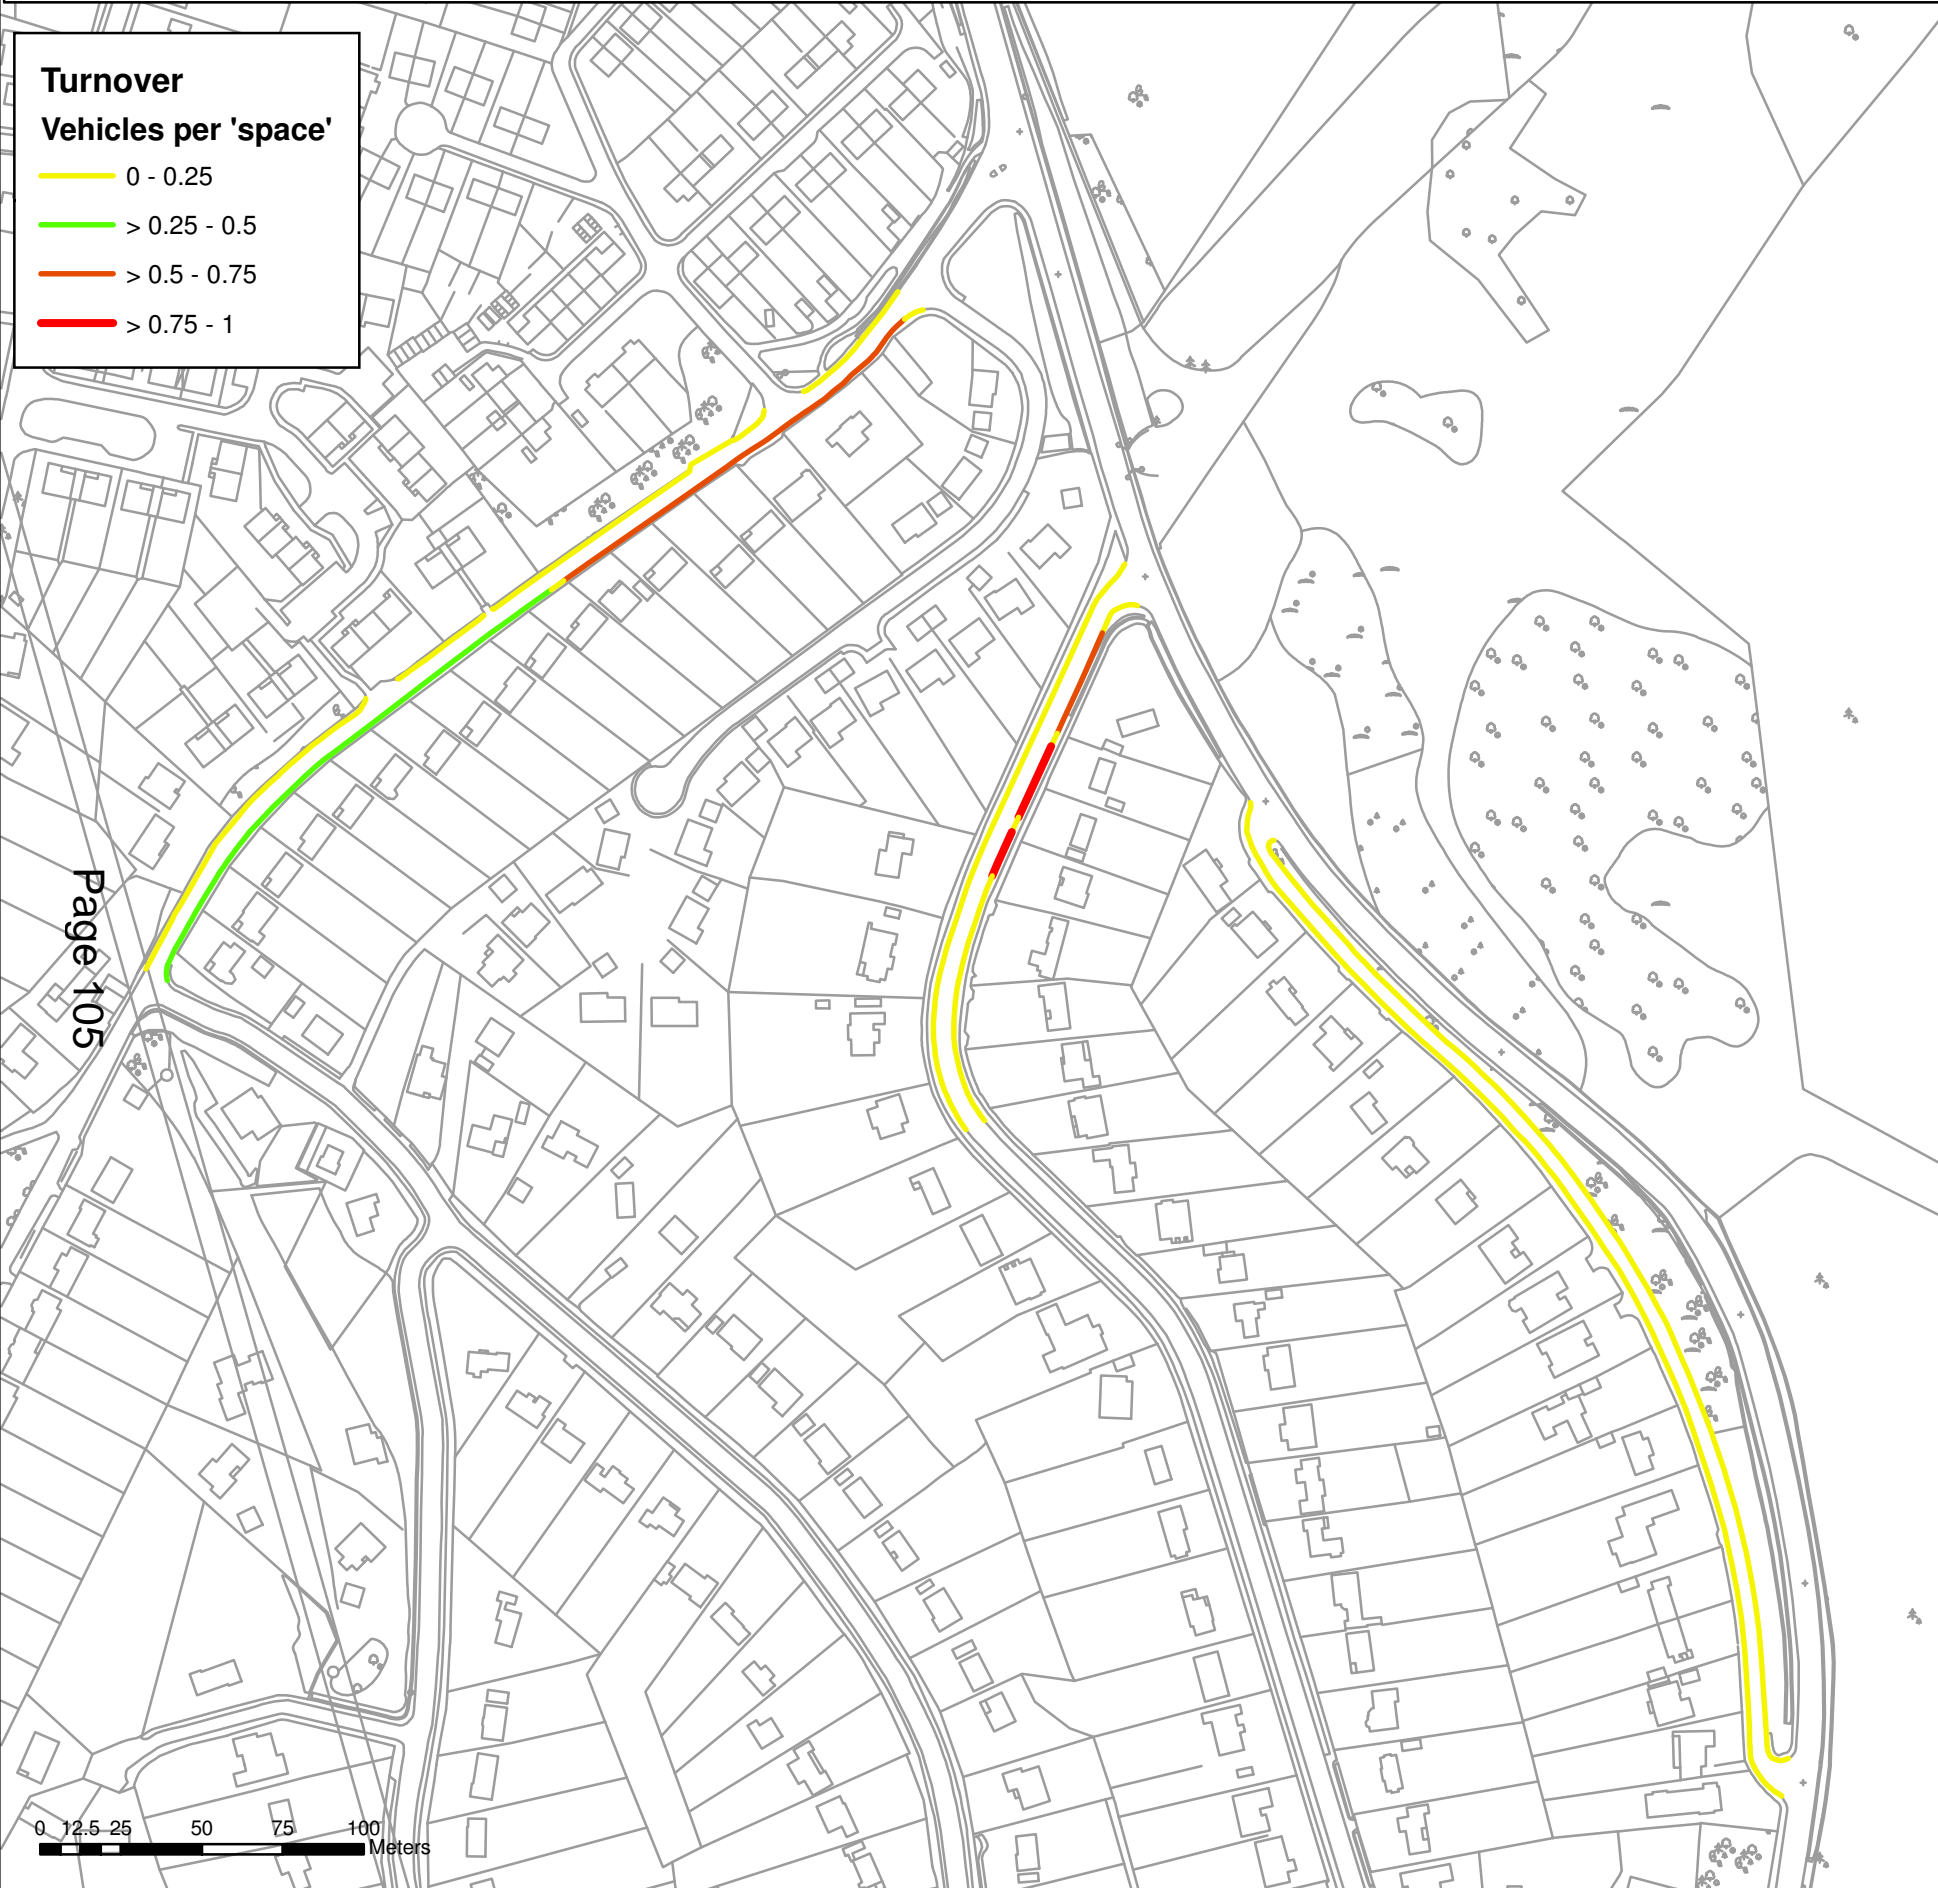 Turnover
Vehicles per 'space'
0 - 0.25
> 0.25 - 0.5
> 0.5 - 0.75
> 0.75 - 1
Page 105
0 12.5 25 50 75 100
Meters